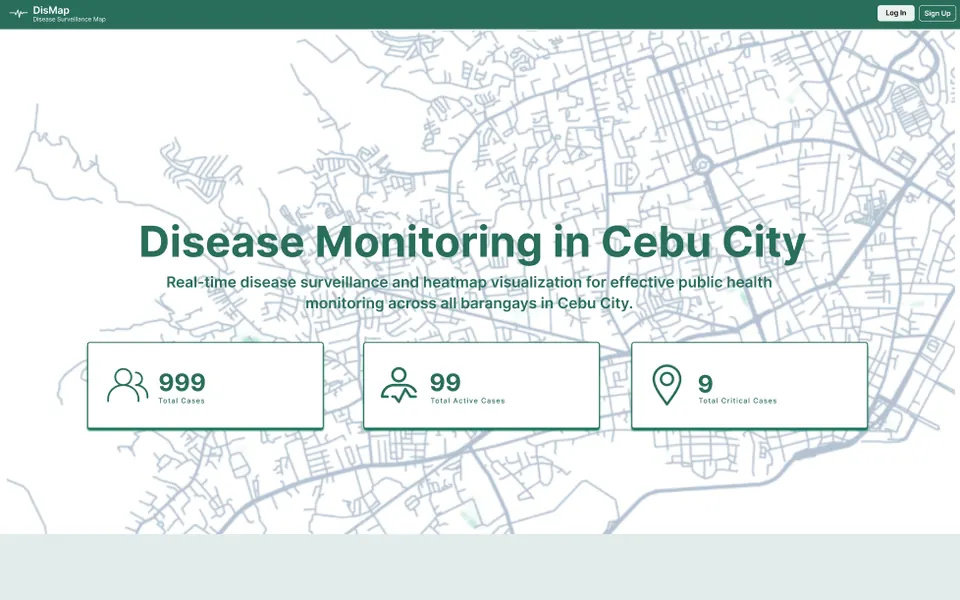 DisMap
Disease Surveillance Map
Log In
Sign Up
Disease Monitoring in Cebu City
Real-time disease surveillance and heatmap visualization for effective public health
monitoring across all barangays in Cebu City.
999
Total Cases
99
Total Active Cases
9
Total Critical Cases